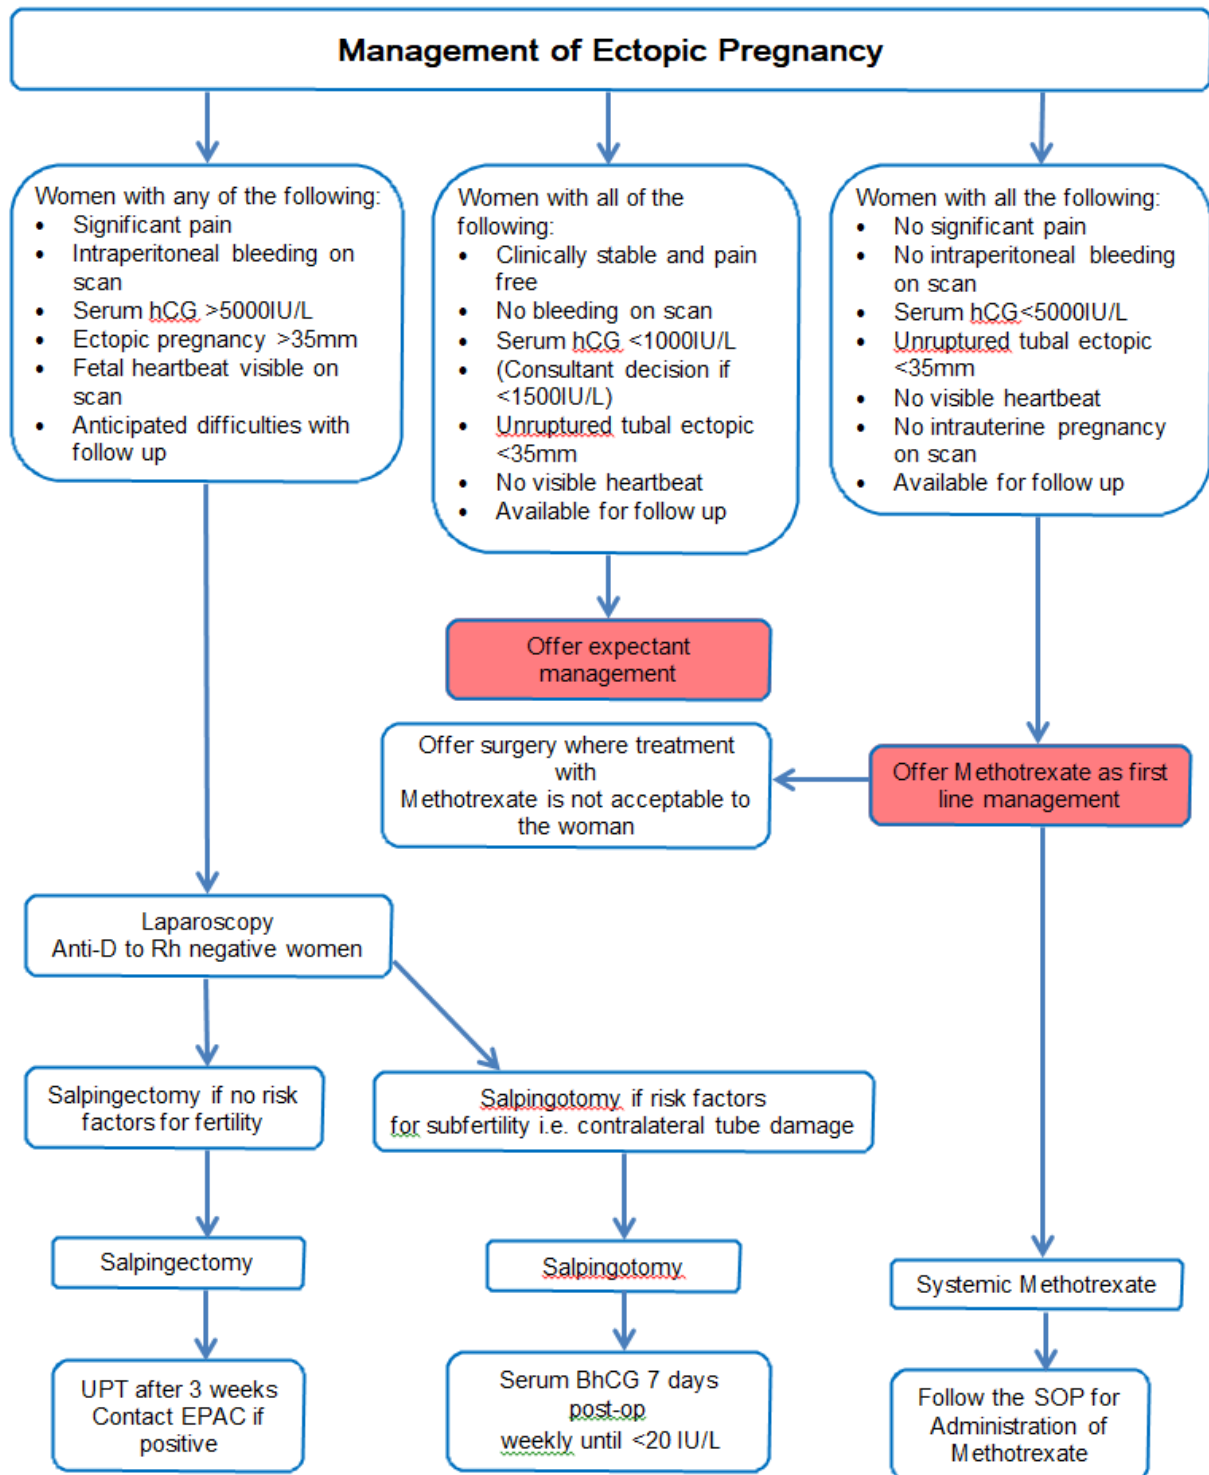 Management of Ectopic Pregnancy
Women with any of the following:
• Significant pain
• Intraperitoneal bleeding on
scan
• Serum hCG >5000IU/L
• Ectopic pregnancy >35mm
• Fetal heartbeat visible on
scan
• Anticipated difficulties with
follow up
Women with all of the
following:
• Clinically stable and pain
free
• No bleeding on scan
• Serum hCG <1000IU/L
• (Consultant decision if
<1500IU/L)
• Unruptured tubal ectopic
<35mm
• No visible heartbeat
• Available for follow up
Women with all the following:
• No significant pain
• No intraperitoneal bleeding
on scan
• Serum hCG<5000IU/L
• Unruptured tubal ectopic
<35mm
• No visible heartbeat
• No intrauterine pregnancy
on scan
• Available for follow up
Offer expectant
management
Offer surgery where treatment
with
Methotrexate is not acceptable to
the woman
Offer Methotrexate as first
line management
Laparoscopy
Anti-D to Rh negative women
Salpingectomy if no risk
factors for fertility
Salpingotomy if risk factors
for subfertility i.e. contralateral tube damage
Salpingectomy
Salpingotomy
Systemic Methotrexate
UPT after 3 weeks
Contact EPAC if
positive
Serum BhCG 7 days
post-op
weekly until <20 IU/L
Follow the SOP for
Administration of
Methotrexate